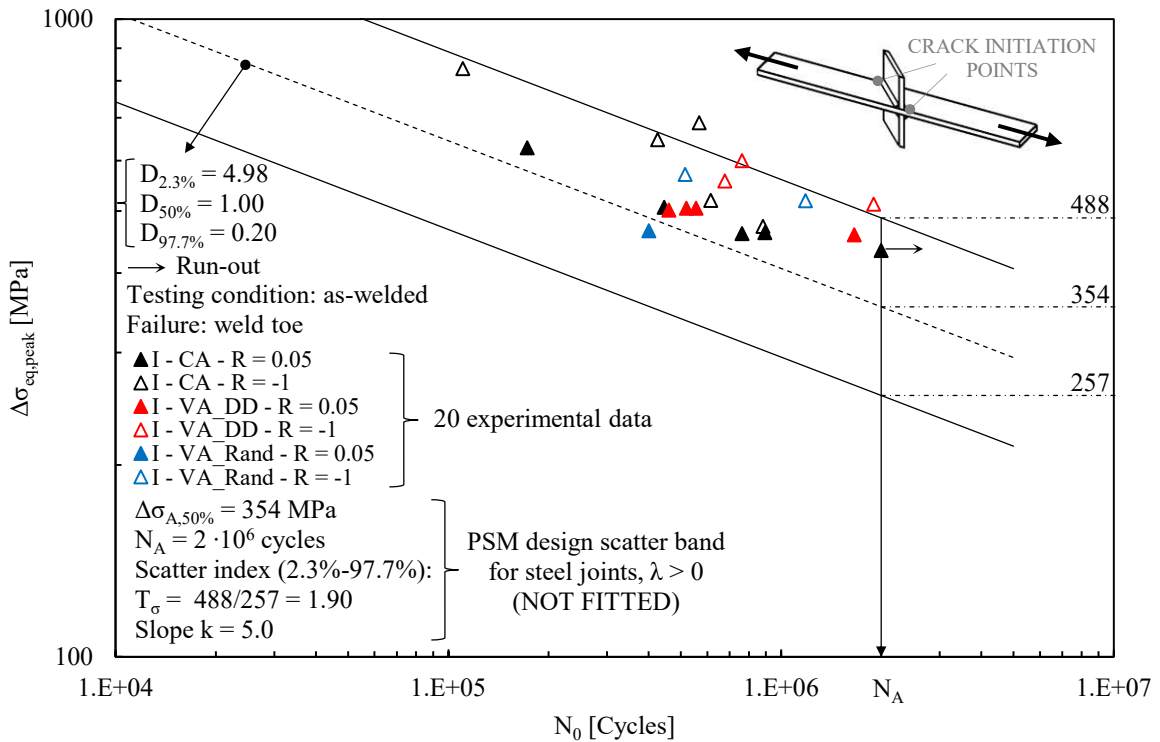 1000
CRACK INITIATION
POINTS
D2.3% = 4.98
D50% = 1.00
D97.7% = 0.20
Run-out
Testing condition: as-welded
Failure: weld toe
488
354
257
I - CA - R = 0.05
I - CA - R = -1
I - VA_DD - R = 0.05
I - VA_DD - R = -1
I - VA_Rand - R = 0.05
I - VA_Rand - R = -1
20 experimental data
ΔσA,50% = 354 MPa
NA = 2 ·10⁶ cycles
Scatter index (2.3%-97.7%):
Tσ = 488/257 = 1.90
Slope k = 5.0
PSM design scatter band
for steel joints, λ > 0
(NOT FITTED)
Δσeq,peak [MPa]
100
1.E+04
1.E+05
1.E+06
NA
1.E+07
N0 [Cycles]